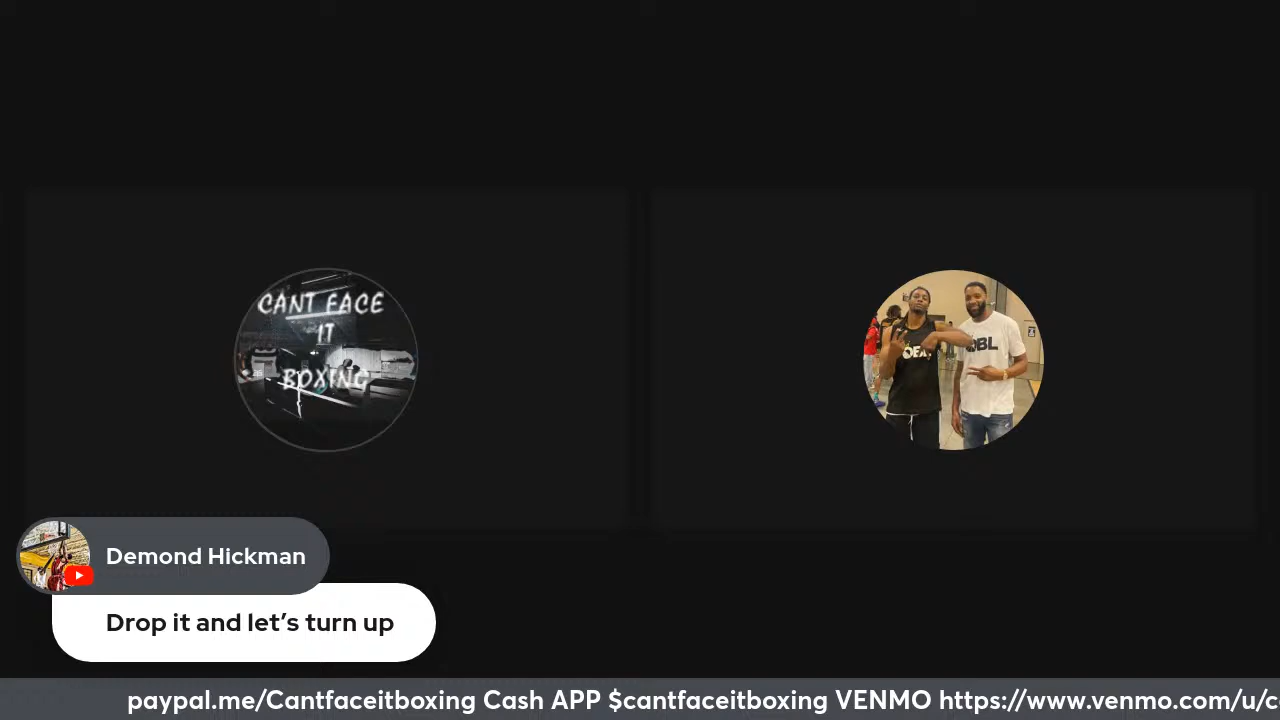 CANT FACE
IT
BOXING
OBL
Demond Hickman
Drop it and let's turn up
paypal.me/Cantfaceitboxing Cash APP $cantfaceitboxing VENMO https://www.venmo.com/u/c